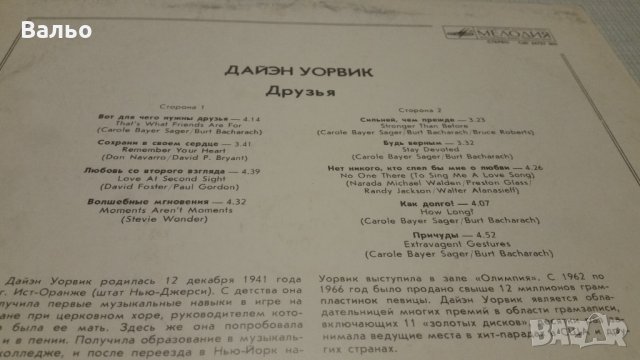 Вальо
МЕЛОДИЯ
СТЕРЕО
ДАЙЭН УОРВИК
Друзья
Сторона 1
Вот для чего нужны друзья — 4.14
That's What Friends Are For
(Carole Bayer Sager/Burt Bacharach)
Сохрани в своем сердце — 3.41
Remember Your Heart
(Dan Navarro/David P. Bryant)
Любовь со второго взгляда — 4.39
Love At Second Sight
(David Foster/Paul Gordon)
Волшебные мгновения — 4.32
Moments Aren't Moments
(Stevie Wonder)
Сторона 2
Сильней, чем прежде — 3.23
Stronger Than Before
(Carole Bayer Sager/Burt Bacharach/Bruce Roberts)
Будь верным — 3.32
Stay Devoted
(Carole Bayer Sager/Burt Bacharach)
Нет никого, кто спел бы мне о любви — 4.26
No One There (To Sing Me A Love Song)
(Narada Michael Walden/Preston Glass/
Randy Jackson/Walter Afanasieff)
Как долго! — 4.07
How Long?
(Carole Bayer Sager/Burt Bacharach)
Причуды — 4.52
Extravagent Gestures
(Carole Bayer Sager/Burt Bacharach)
Дайэн Уорвик родилась 12 декабря 1941 года
г. Ист-Оранже (штат Нью-Джерси). С детства она
получила первые музыкальные навыки в игре на
ане при церковном хоре, руководителем кото-
о была ее мать. Здесь же она попробовала
и в пении. Получила образование в музыкаль-
колледже, и после переезда в Нью-Йорк на-
Уорвик выступила в зале «Олимпия». С 1962 по
1966 год было продано свыше 12 миллионов грам-
пластинок певицы. Дайэн Уорвик является обла-
дательницей многих премий в области грамзаписи,
включающих 11 «золотых дисков»
нимала ведущие места в хит-парадах
гих странах.